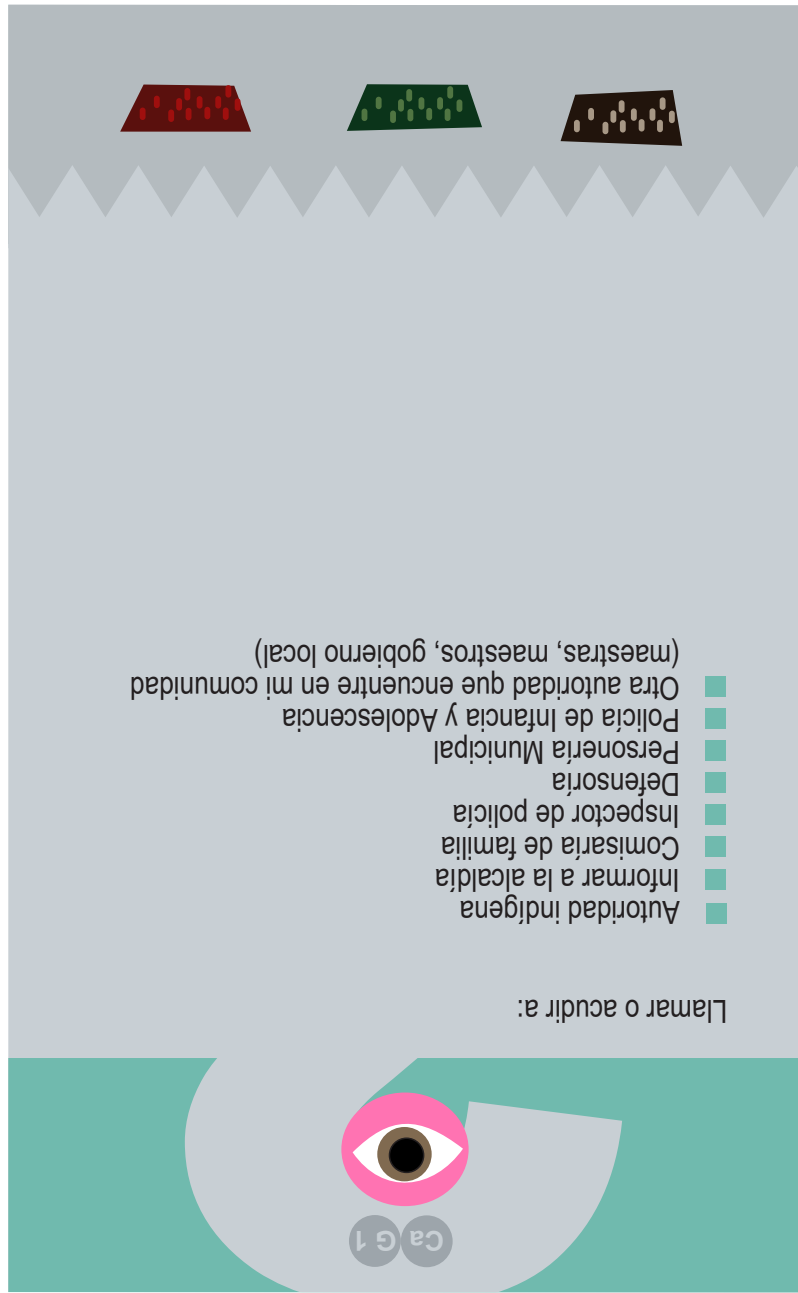 Ca G 1
Llamar o acudir a:
Autoridad indígena
Informar a la alcaldía
Comisaría de familia
Inspector de policía
Defensoría
Personería Municipal
Policía de Infancia y Adolescencia
Otra autoridad que encuentre en mi comunidad
(maestras, maestros, gobierno local)